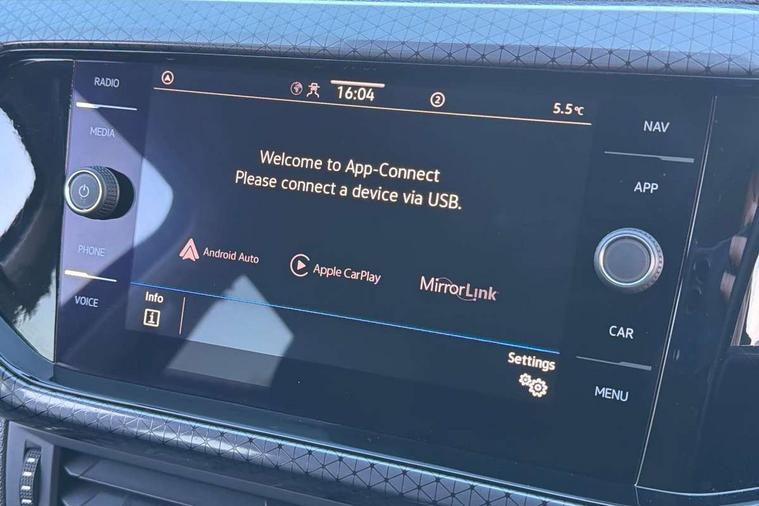 RADIO
MEDIA
PHONE
VOICE
16:04
2
5.5°C
Welcome to App-Connect
Please connect a device via USB.
Android Auto
Apple CarPlay
MirrorLink
Info
i
Settings
NAV
APP
CAR
MENU